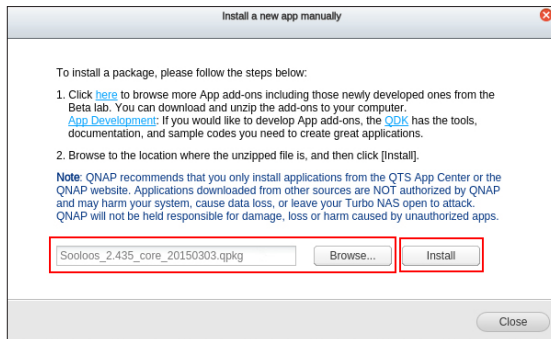 Install a new app manually
To install a package, please follow the steps below:
1. Click here to browse more App add-ons including those newly developed ones from the
Beta lab. You can download and unzip the add-ons to your computer.
App Development: If you would like to develop App add-ons, the QDK has the tools,
documentation, and sample codes you need to create great applications.
2. Browse to the location where the unzipped file is, and then click [Install].
Note: QNAP recommends that you only install applications from the QTS App Center or the
QNAP website. Applications downloaded from other sources are NOT authorized by QNAP
and may harm your system, cause data loss, or leave your Turbo NAS open to attack.
QNAP will not be held responsible for damage, loss or harm caused by unauthorized apps.
Sooloos_2.435_core_20150303.qpkg Browse... Install
Close